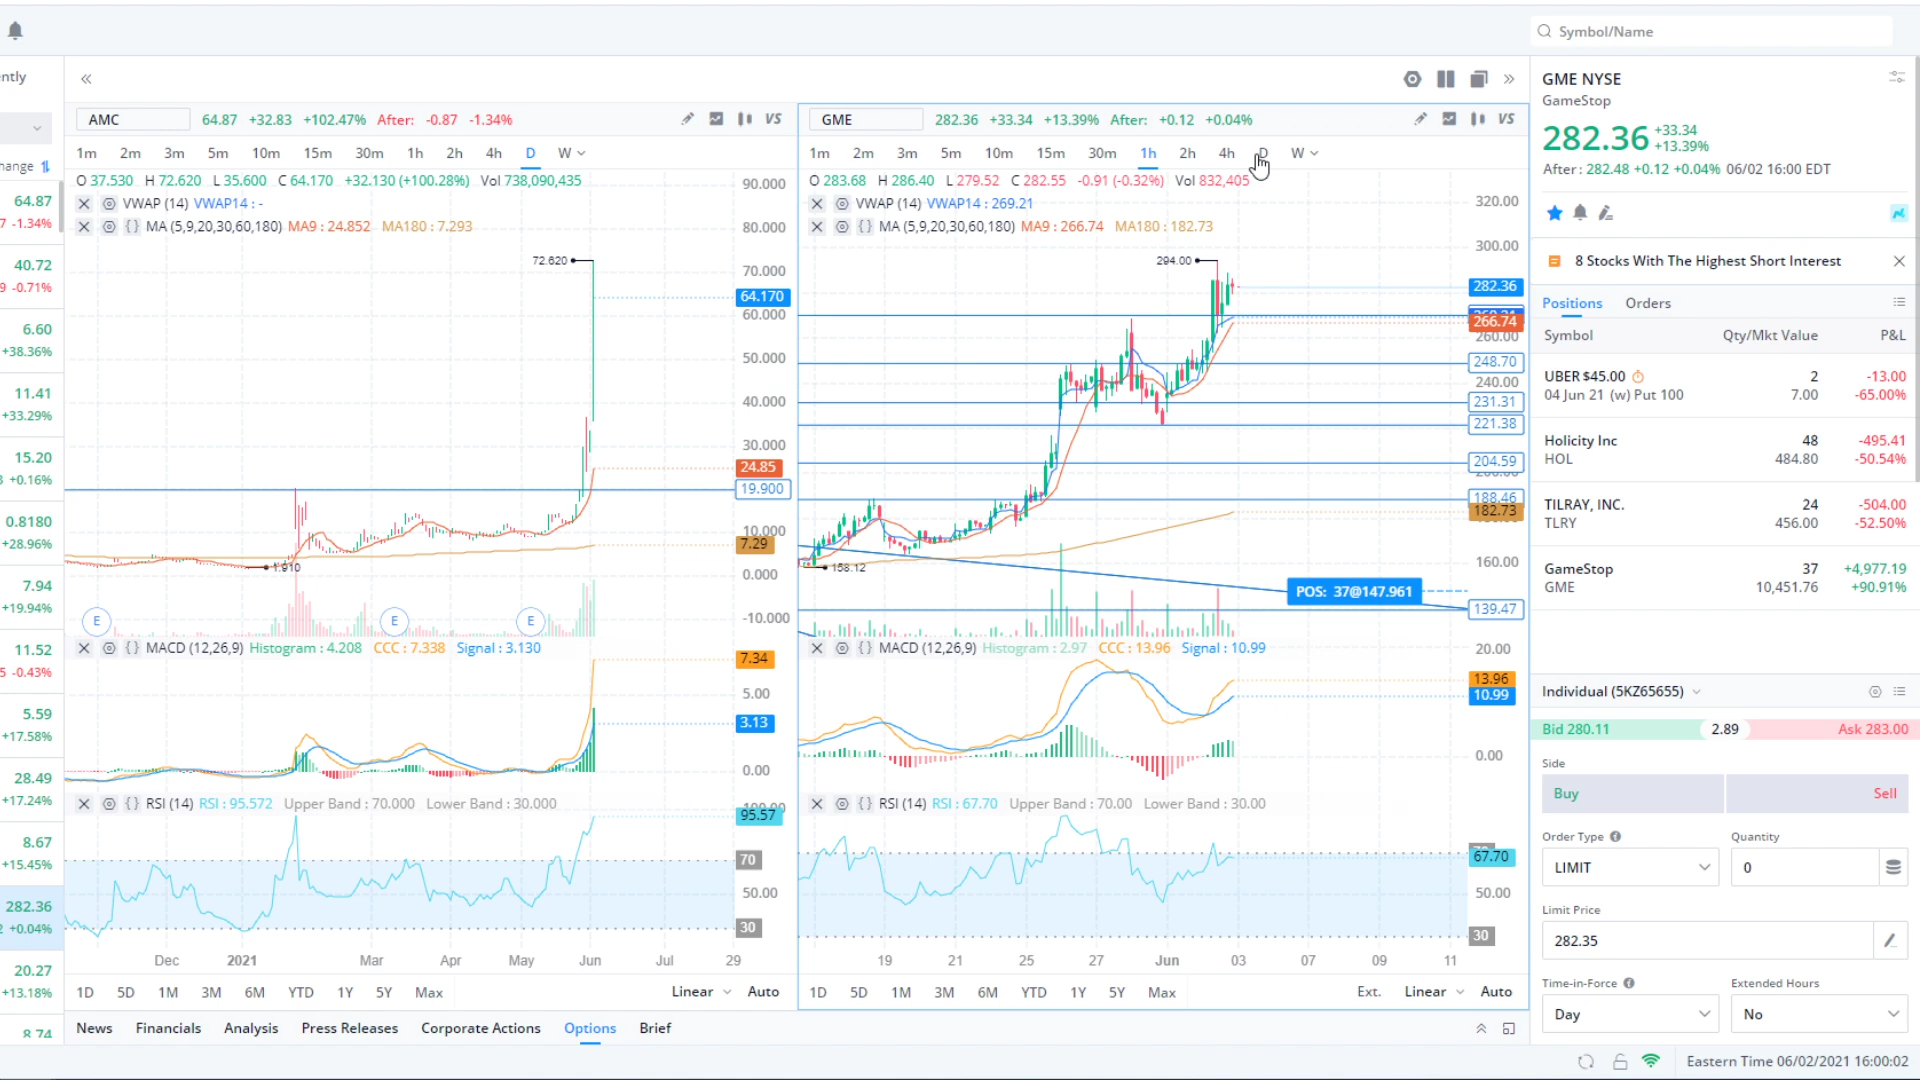 Symbol/Name
ently
hange
64.87
7 -1.34%
40.72
9 -0.71%
6.60
+38.36%
11.41
+33.29%
15.20
3 +0.16%
0.8180
+28.96%
7.94
+19.94%
11.52
5 -0.43%
5.59
+17.58%
28.49
+17.24%
8.67
+15.45%
282.36
2 +0.04%
20.27
+13.18%
8.74
AMC 64.87 +32.83 +102.47% After: -0.87 -1.34% VS
1m 2m 3m 5m 10m 15m 30m 1h 2h 4h D W
O 37.530 H 72.620 L 35.600 C 64.170 +32.130 (+100.28%) Vol 738,090,435
VWAP (14) VWAP14 : -
{} MA (5,9,20,30,60,180) MA9 : 24.852 MA180 : 7.293
72.620
1.910
90.000
80.000
70.000
64.170
60.000
50.000
40.000
30.000
24.85
19.900
10.000
7.29
0.000
-10.000
E E E
{} MACD (12,26,9) Histogram : 4.208 CCC : 7.338 Signal : 3.130
7.34
5.00
3.13
0.00
{} RSI (14) RSI : 95.572 Upper Band : 70.000 Lower Band : 30.000
100.00
95.57
70
50.00
30
Dec 2021 Mar Apr May Jun Jul 29
1D 5D 1M 3M 6M YTD 1Y 5Y Max Linear Auto
GME 282.36 +33.34 +13.39% After: +0.12 +0.04% VS
1m 2m 3m 5m 10m 15m 30m 1h 2h 4h D W
O 283.68 H 286.40 L 279.52 C 282.55 -0.91 (-0.32%) Vol 832,405
VWAP (14) VWAP14 : 269.21
{} MA (5,9,20,30,60,180) MA9 : 266.74 MA180 : 182.73
294.00
158.12
POS: 37@147.961
320.00
300.00
282.36
266.74
260.00
248.70
240.00
231.31
221.38
204.59
188.46
182.73
160.00
139.47
{} MACD (12,26,9) Histogram : 2.97 CCC : 13.96 Signal : 10.99
20.00
13.96
10.99
0.00
{} RSI (14) RSI : 67.70 Upper Band : 70.00 Lower Band : 30.00
67.70
50.00
30
19 21 25 27 Jun 03 07 09 11
1D 5D 1M 3M 6M YTD 1Y 5Y Max Ext. Linear Auto
News Financials Analysis Press Releases Corporate Actions Options Brief
GME NYSE
GameStop
282.36 +33.34
+13.39%
After : 282.48 +0.12 +0.04% 06/02 16:00 EDT
8 Stocks With The Highest Short Interest
Positions Orders
Symbol Qty/Mkt Value P&L
UBER $45.00 2 -13.00
04 Jun 21 (w) Put 100 7.00 -65.00%
Holicity Inc 48 -495.41
HOL 484.80 -50.54%
TILRAY, INC. 24 -504.00
TLRY 456.00 -52.50%
GameStop 37 +4,977.19
GME 10,451.76 +90.91%
Individual (5KZ65655)
Bid 280.11 2.89 Ask 283.00
Side
Buy Sell
Order Type Quantity
LIMIT 0
Limit Price
282.35
Time-in-Force Extended Hours
Day No
Eastern Time 06/02/2021 16:00:02